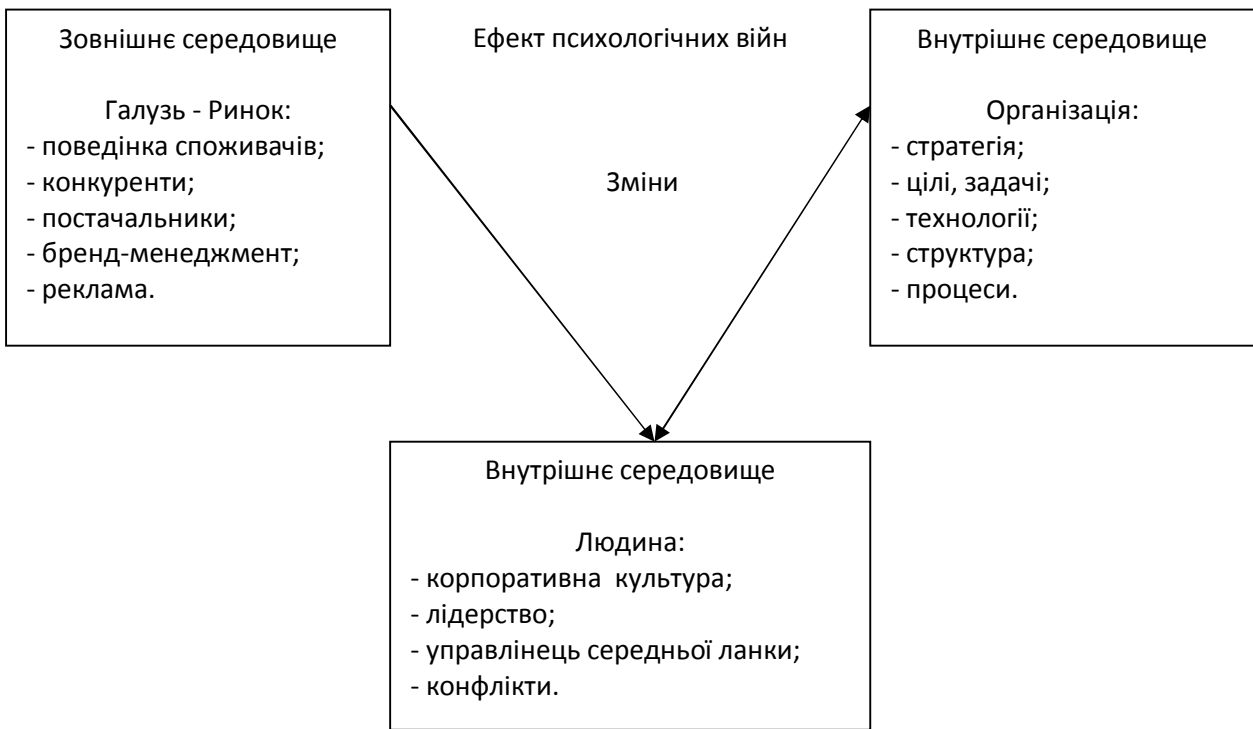 Зовнішнє середовище
Галузь - Ринок:
- поведінка споживачів;
- конкуренти;
- постачальники;
- бренд-менеджмент;
- реклама.
Ефект психологічних війн
Зміни
Внутрішнє середовище
Організація:
- стратегія;
- цілі, задачі;
- технології;
- структура;
- процеси.
Внутрішнє середовище
Людина:
- корпоративна культура;
- лідерство;
- управлінець середньої ланки;
- конфлікти.